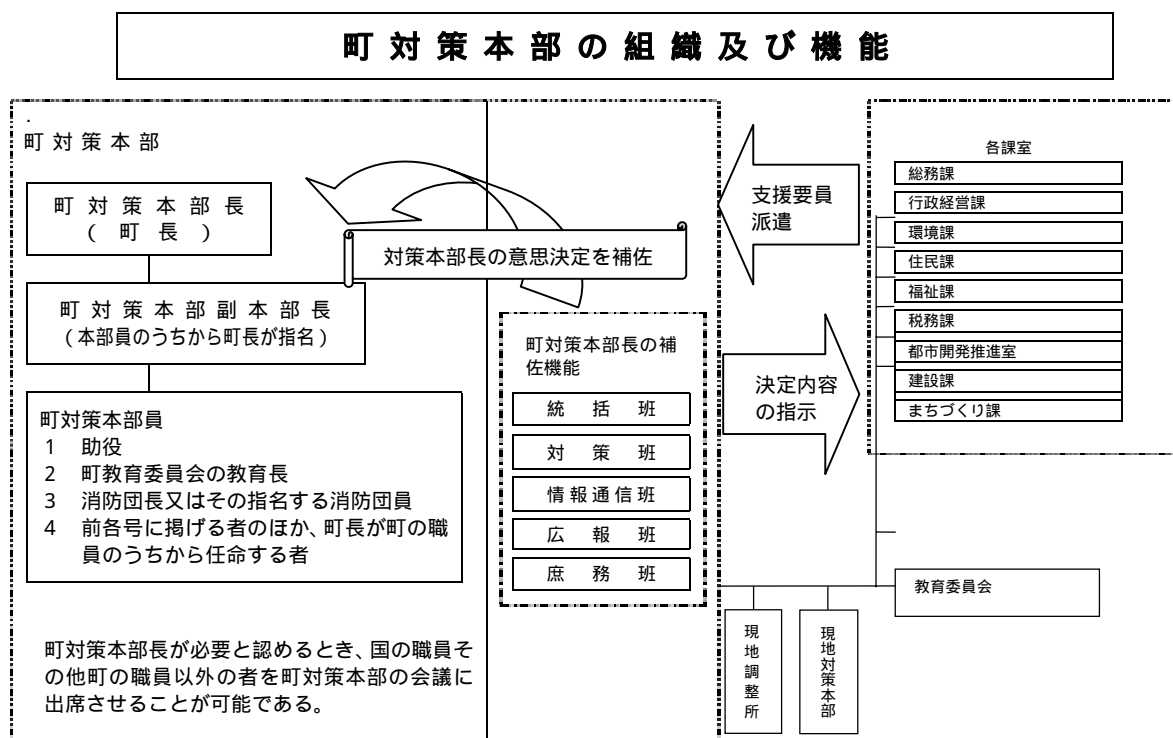 町対策本部の組織及び機能
.
町対策本部
町対策本部長
(町長)
町対策本部副本部長
(本部員のうちから町長が指名)
町対策本部員
1 助役
2 町教育委員会の教育長
3 消防団長又はその指名する消防団員
4 前各号に掲げる者のほか、町長が町の職
員のうちから任命する者
町対策本部長が必要と認めるとき、国の職員そ
の他町の職員以外の者を町対策本部の会議に
出席させることが可能である。
対策本部長の意思決定を補佐
町対策本部長の補
佐機能
統括班
対策班
情報通信班
広報班
庶務班
支援要員
派遣
決定内容
の指示
各課室
総務課
行政経営課
環境課
住民課
福祉課
税務課
都市開発推進室
建設課
まちづくり課
教育委員会
現地調整所
現地対策本部